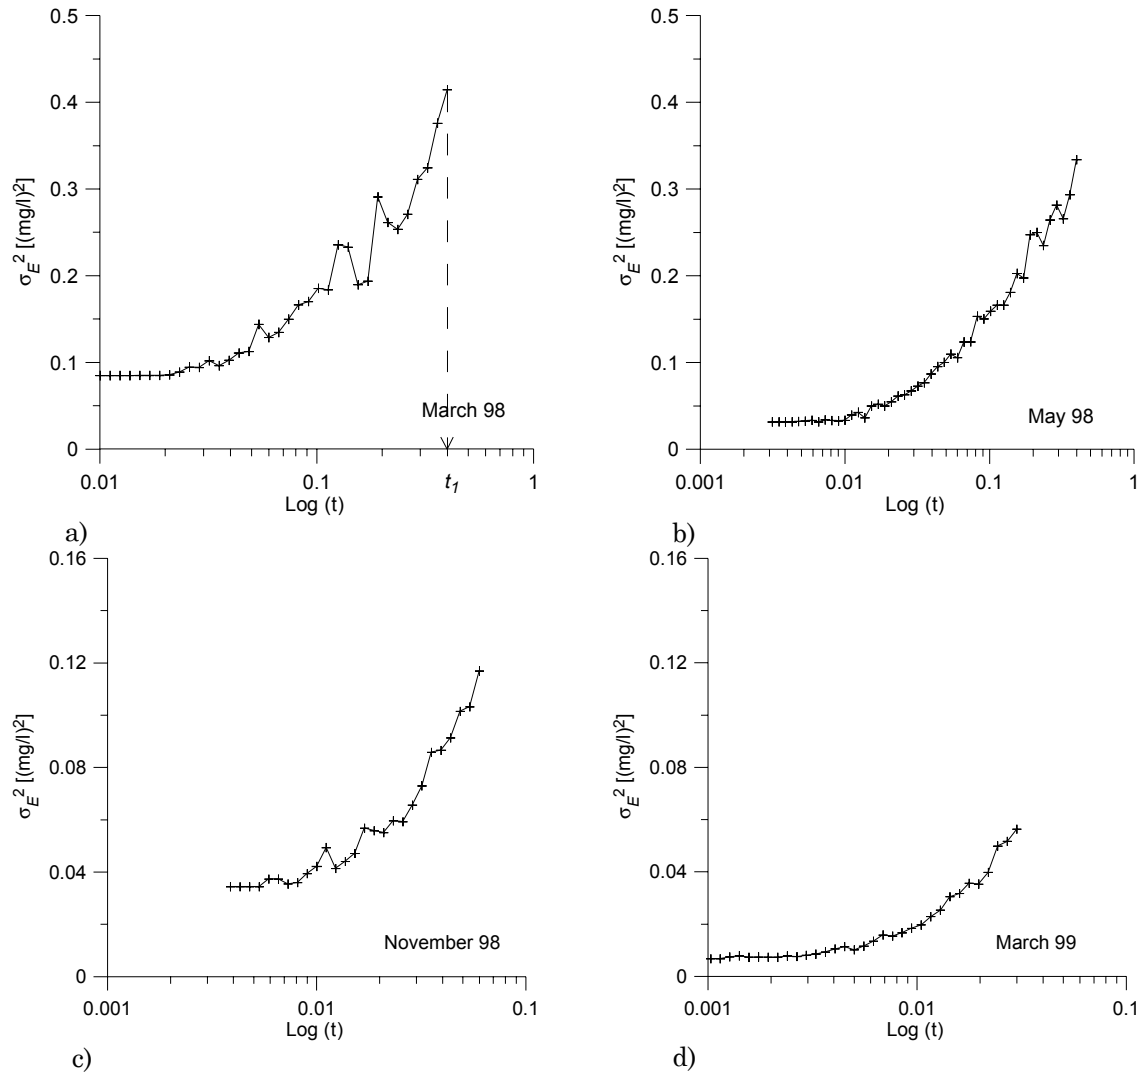 0.5
0.4
0.3
0.2
0.1
0
σE² [(mg/l)²]
0.01
0.1
t1
1
Log (t)
March 98
a)
0.5
0.4
0.3
0.2
0.1
0
σE² [(mg/l)²]
0.001
0.01
0.1
1
Log (t)
May 98
b)
0.16
0.12
0.08
0.04
0
σE² [(mg/l)²]
0.001
0.01
0.1
Log (t)
November 98
c)
0.16
0.12
0.08
0.04
0
σE² [(mg/l)²]
0.001
0.01
0.1
Log (t)
March 99
d)